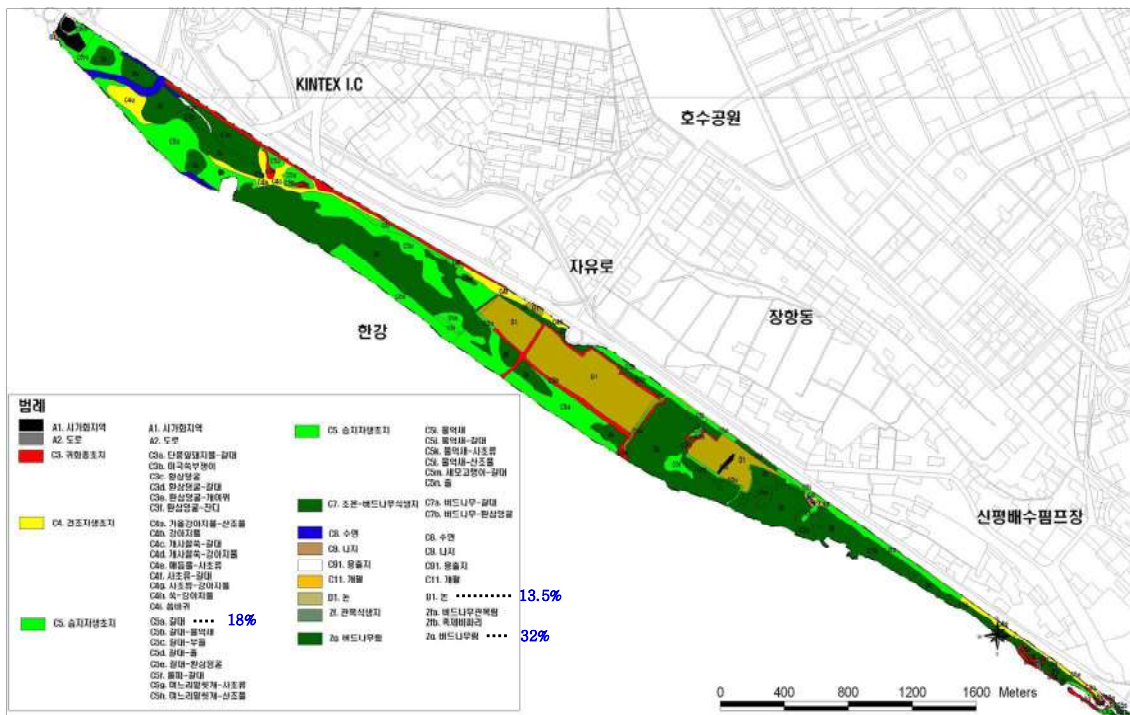 KINTEX I.C
호수공원
자유로
장항동
한강
신평배수펌프장
범례
A1. 시가화지역
A2. 도로
C3. 귀화종초지
C4. 건조자생초지
C5. 습지자생초지
A1. 시가화지역
A2. 도로
C3a. 단풍잎돼지풀-갈대
C3b. 미국쑥부쟁이
C3c. 환삼덩굴
C3d. 환삼덩굴-갈대
C3e. 환삼덩굴-개여뀌
C3f. 환삼덩굴-잔디
C4a. 가을강아지풀-산조풀
C4b. 강아지풀
C4c. 개사철쑥-갈대
C4d. 개사철쑥-강아지풀
C4e. 매듭풀-사초류
C4f. 사초류-갈대
C4g. 사초류-강아지풀
C4h. 쑥-강아지풀
C4i. 씀바귀
C5a. 갈대 ···· 18%
C5b. 갈대-물억새
C5c. 갈대-부들
C5d. 갈대-줄
C5e. 갈대-환삼덩굴
C5f. 돌피-갈대
C5g. 며느리밑씻개-사초류
C5h. 며느리밑씻개-산조풀
C5. 습지자생초지
C7. 초본-버드나무식생지
C8. 수면
C9. 나지
C91. 용출지
C11. 개펄
D1. 논
2f. 관목식생지
2g. 버드나무림
C5i. 물억새
C5j. 물억새-갈대
C5k. 물억새-사초류
C5l. 물억새-산조풀
C5m. 세모고랭이-갈대
C5n. 줄
C7a. 버드나무-갈대
C7b. 버드나무-환삼덩굴
C8. 수면
C9. 나지
C91. 용출지
C11. 개펄
D1. 논 ········· 13.5%
2fa. 버드나무관목림
2fb. 족제비싸리
2g. 버드나무림 ···· 32%
0 400 800 1200 1600 Meters